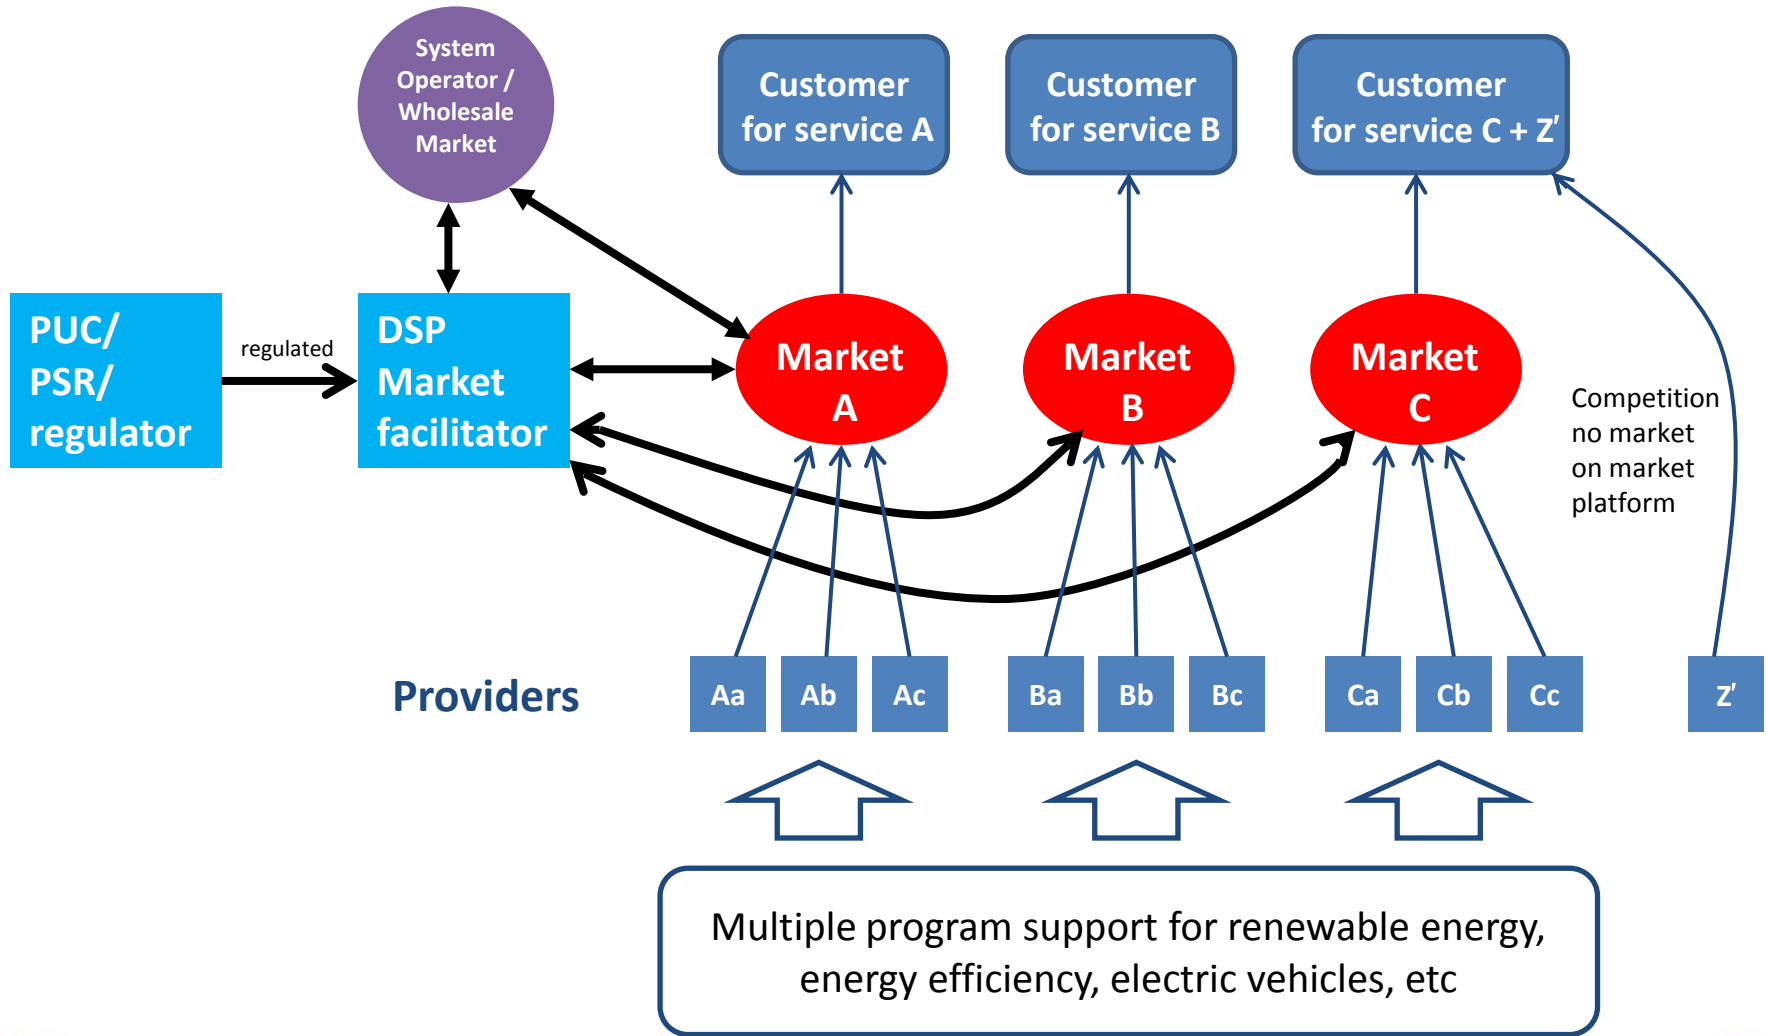 System
Operator /
Wholesale
Market
Customer
for service A
Customer
for service B
Customer
for service C + Z′
PUC/
PSR/
regulator
regulated
DSP
Market
facilitator
Market
A
Market
B
Market
C
Competition
no market
on market
platform
Providers
Aa
Ab
Ac
Ba
Bb
Bc
Ca
Cb
Cc
Z′
Multiple program support for renewable energy,
energy efficiency, electric vehicles, etc